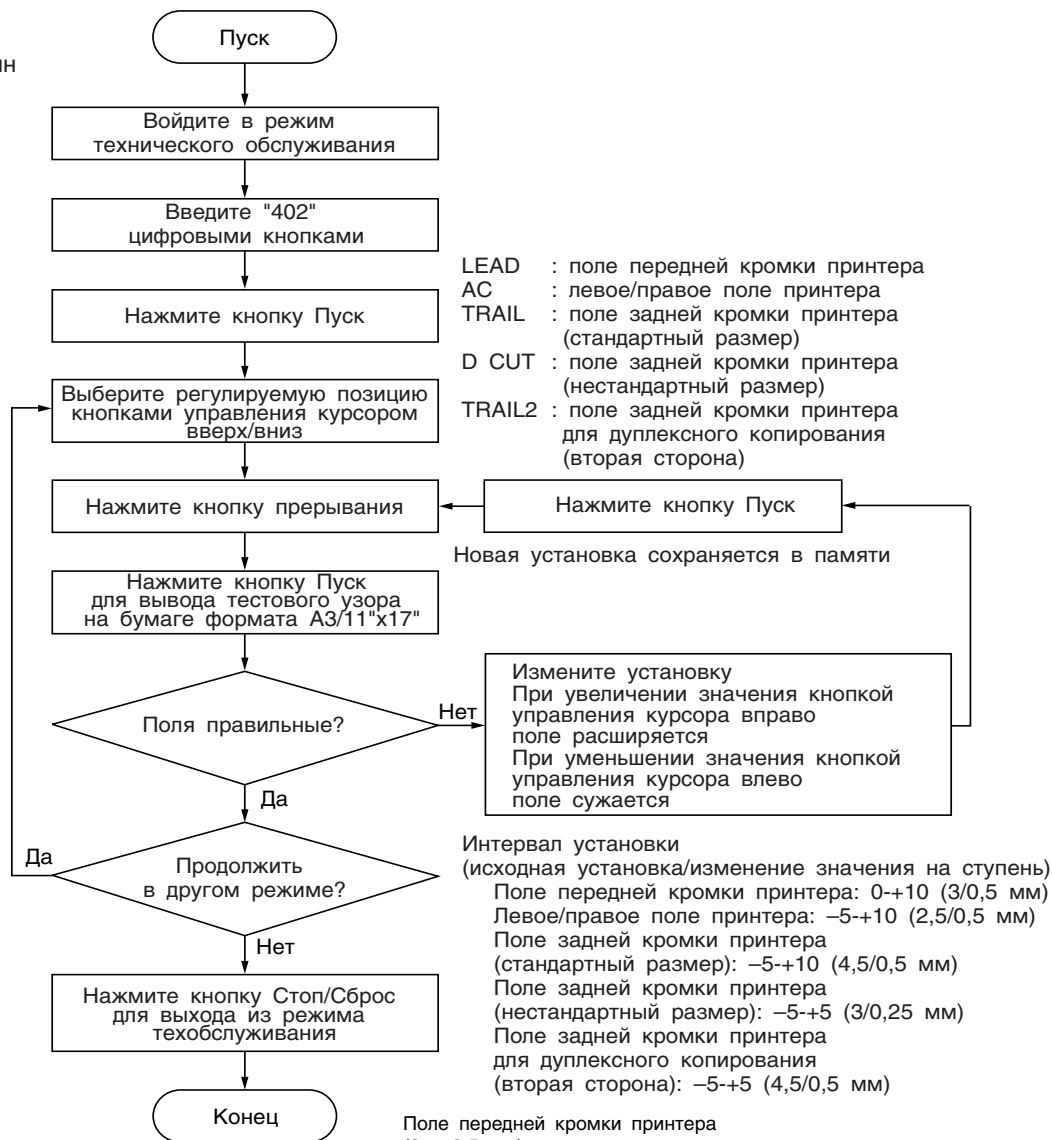 Пуск
Войдите в режим
технического обслуживания
Введите "402"
цифровыми кнопками
Нажмите кнопку Пуск
LEAD : поле передней кромки принтера
AC : левое/правое поле принтера
TRAIL : поле задней кромки принтера
(стандартный размер)
D CUT : поле задней кромки принтера
(нестандартный размер)
TRAIL2 : поле задней кромки принтера
для дуплексного копирования
(вторая сторона)
Выберите регулируемую позицию
кнопками управления курсором
вверх/вниз
Нажмите кнопку прерывания
Нажмите кнопку Пуск
Новая установка сохраняется в памяти
Нажмите кнопку Пуск
для вывода тестового узора
на бумаге формата А3/11"x17"
Поля правильные?
Нет
Измените установку
При увеличении значения кнопкой
управления курсора вправо
поле расширяется
При уменьшении значения кнопкой
управления курсора влево
поле сужается
Да
Продолжить
в другом режиме?
Да
Нет
Интервал установки
(исходная установка/изменение значения на ступень)
Поле передней кромки принтера: 0-+10 (3/0,5 мм)
Левое/правое поле принтера: –5-+10 (2,5/0,5 мм)
Поле задней кромки принтера
(стандартный размер): –5-+10 (4,5/0,5 мм)
Поле задней кромки принтера
(нестандартный размер): –5-+5 (3/0,25 мм)
Поле задней кромки принтера
для дуплексного копирования
(вторая сторона): –5-+5 (4,5/0,5 мм)
Нажмите кнопку Стоп/Сброс
для выхода из режима
техобслуживания
Конец
Поле передней кромки принтера